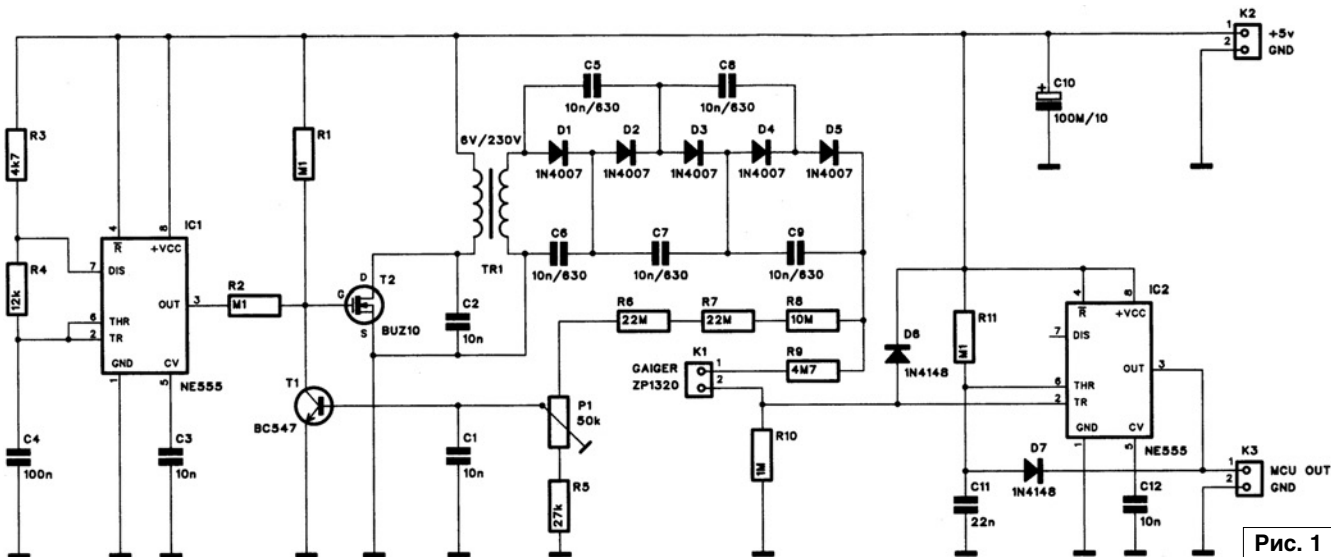 K2
1
+5v
2
GND
C5
10n/630
C8
10n/630
C10
+
100M/10
R3
4k7
R1
M1
6V/230V
D1
1N4007
D2
1N4007
D3
1N4007
D4
1N4007
D5
1N4007
4
8
IC1
R
+VCC
7
DIS
R4
12k
OUT
3
R2
M1
6
THR
2
TR
GND
CV
1
5
NE555
D
G
S
T2
BUZ10
C2
10n
TR1
C6
10n/630
C7
10n/630
C9
10n/630
R6
22M
R7
22M
R8
10M
R9
4M7
K1
GAIGER
1
ZP1320
2
D6
1N4148
R11
M1
4
8
IC2
R
+VCC
7
DIS
OUT
3
6
THR
2
TR
GND
CV
1
5
NE555
T1
BC547
C4
100n
C3
10n
C1
10n
P1
50k
R5
27k
R10
1M
D7
1N4148
C11
22n
C12
10n
K3
1
MCU OUT
2
GND
Рис. 1